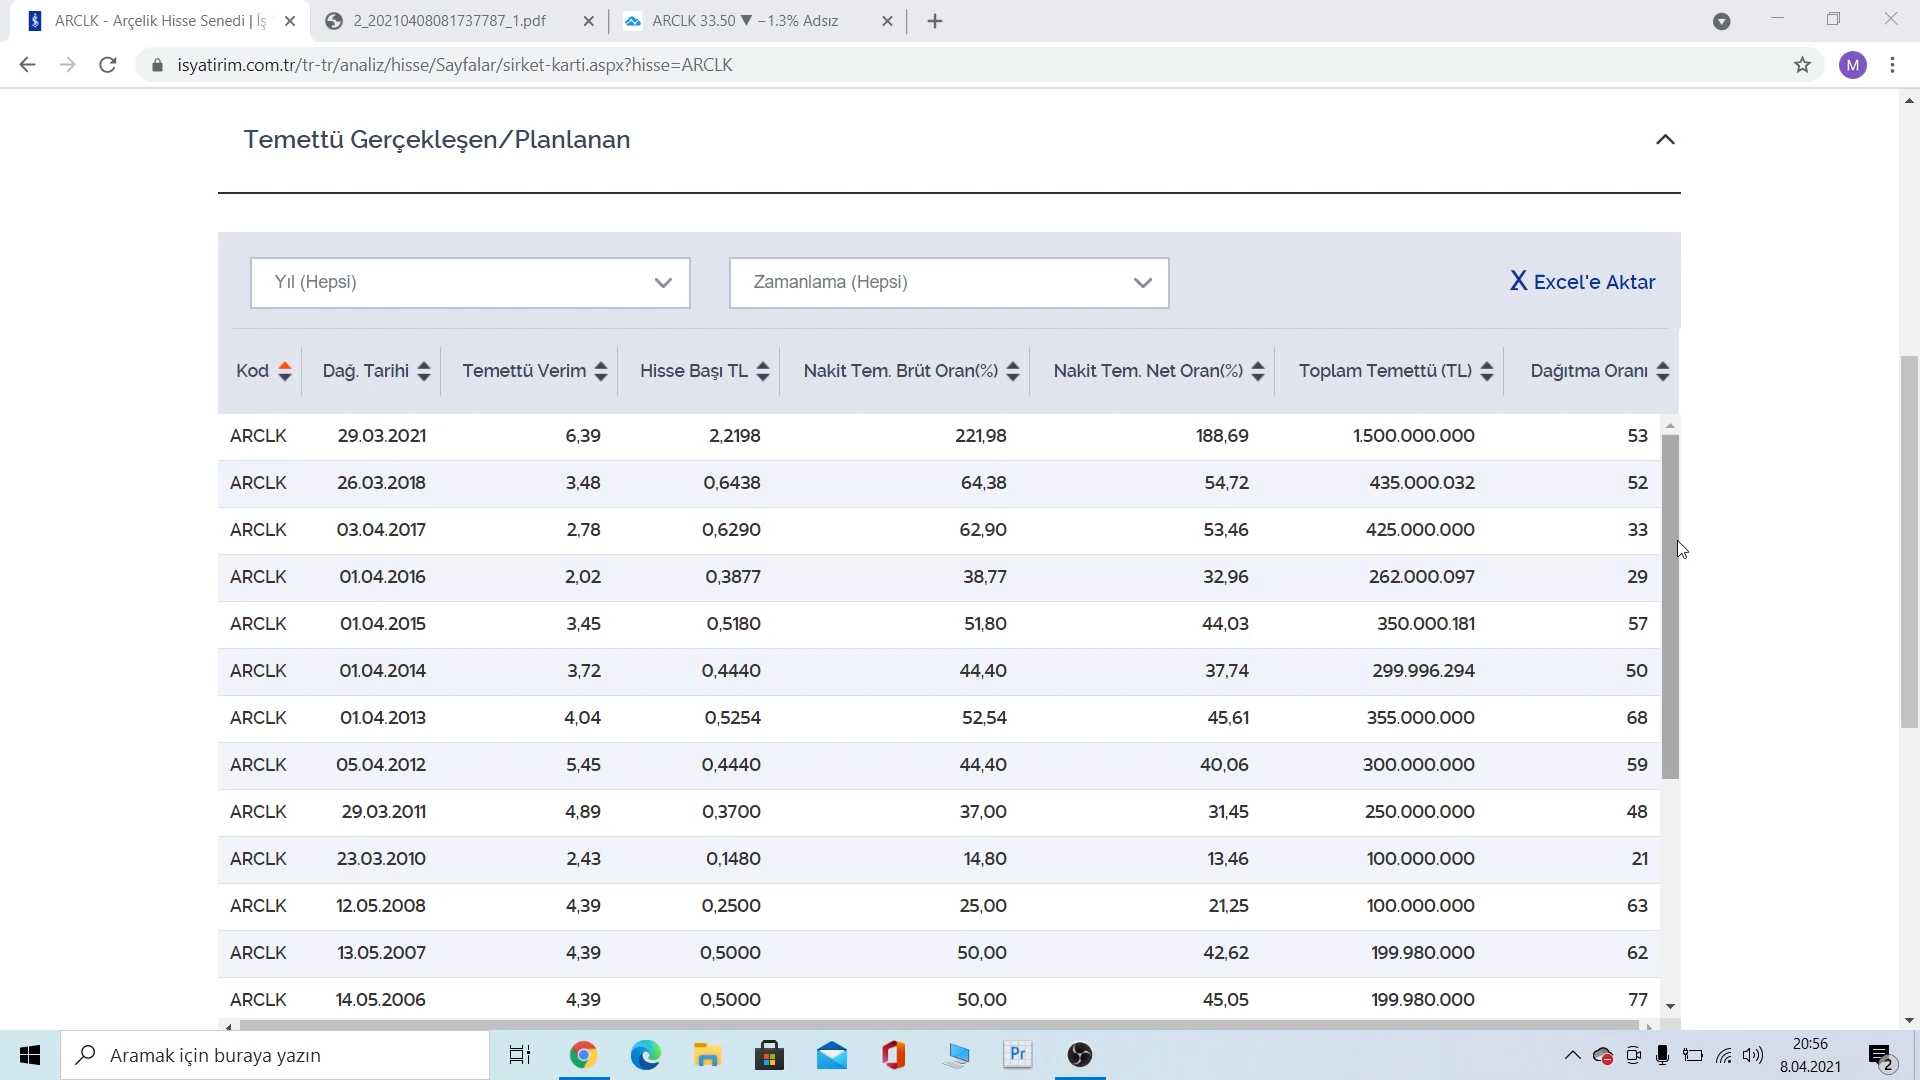 ARCLK - Arçelik Hisse Senedi | İş
2_20210408081737787_1.pdf
ARCLK 33.50 ▼ −1.3% Adsız
isyatirim.com.tr/tr-tr/analiz/hisse/Sayfalar/sirket-karti.aspx?hisse=ARCLK
M
Temettü Gerçekleşen/Planlanan
Yıl (Hepsi) Zamanlama (Hepsi) X Excel'e Aktar
Kod Dağ. Tarihi Temettü Verim Hisse Başı TL Nakit Tem. Brüt Oran(%) Nakit Tem. Net Oran(%) Toplam Temettü (TL) Dağıtma Oranı
ARCLK 29.03.2021 6,39 2,2198 221,98 188,69 1.500.000.000 53
ARCLK 26.03.2018 3,48 0,6438 64,38 54,72 435.000.032 52
ARCLK 03.04.2017 2,78 0,6290 62,90 53,46 425.000.000 33
ARCLK 01.04.2016 2,02 0,3877 38,77 32,96 262.000.097 29
ARCLK 01.04.2015 3,45 0,5180 51,80 44,03 350.000.181 57
ARCLK 01.04.2014 3,72 0,4440 44,40 37,74 299.996.294 50
ARCLK 01.04.2013 4,04 0,5254 52,54 45,61 355.000.000 68
ARCLK 05.04.2012 5,45 0,4440 44,40 40,06 300.000.000 59
ARCLK 29.03.2011 4,89 0,3700 37,00 31,45 250.000.000 48
ARCLK 23.03.2010 2,43 0,1480 14,80 13,46 100.000.000 21
ARCLK 12.05.2008 4,39 0,2500 25,00 21,25 100.000.000 63
ARCLK 13.05.2007 4,39 0,5000 50,00 42,62 199.980.000 62
ARCLK 14.05.2006 4,39 0,5000 50,00 45,05 199.980.000 77
Aramak için buraya yazın
Pr
20:56
8.04.2021
2